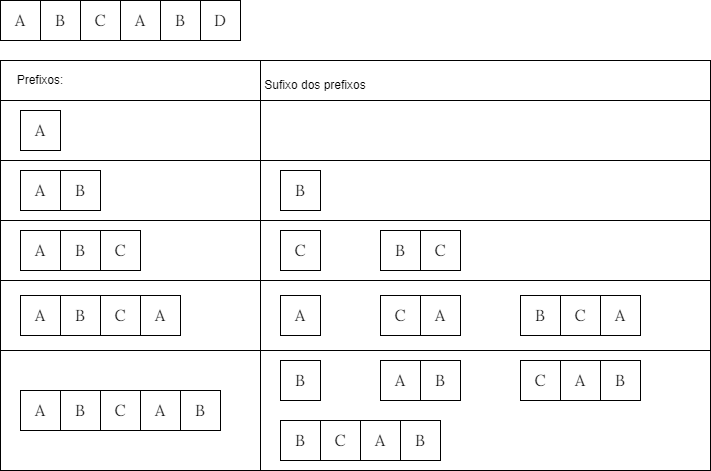 A B C A B D
Prefixos: Sufixo dos prefixos
A
A B B
A B C C B C
A B C A A C A B C A
A B C A B B A B C A B
B C A B